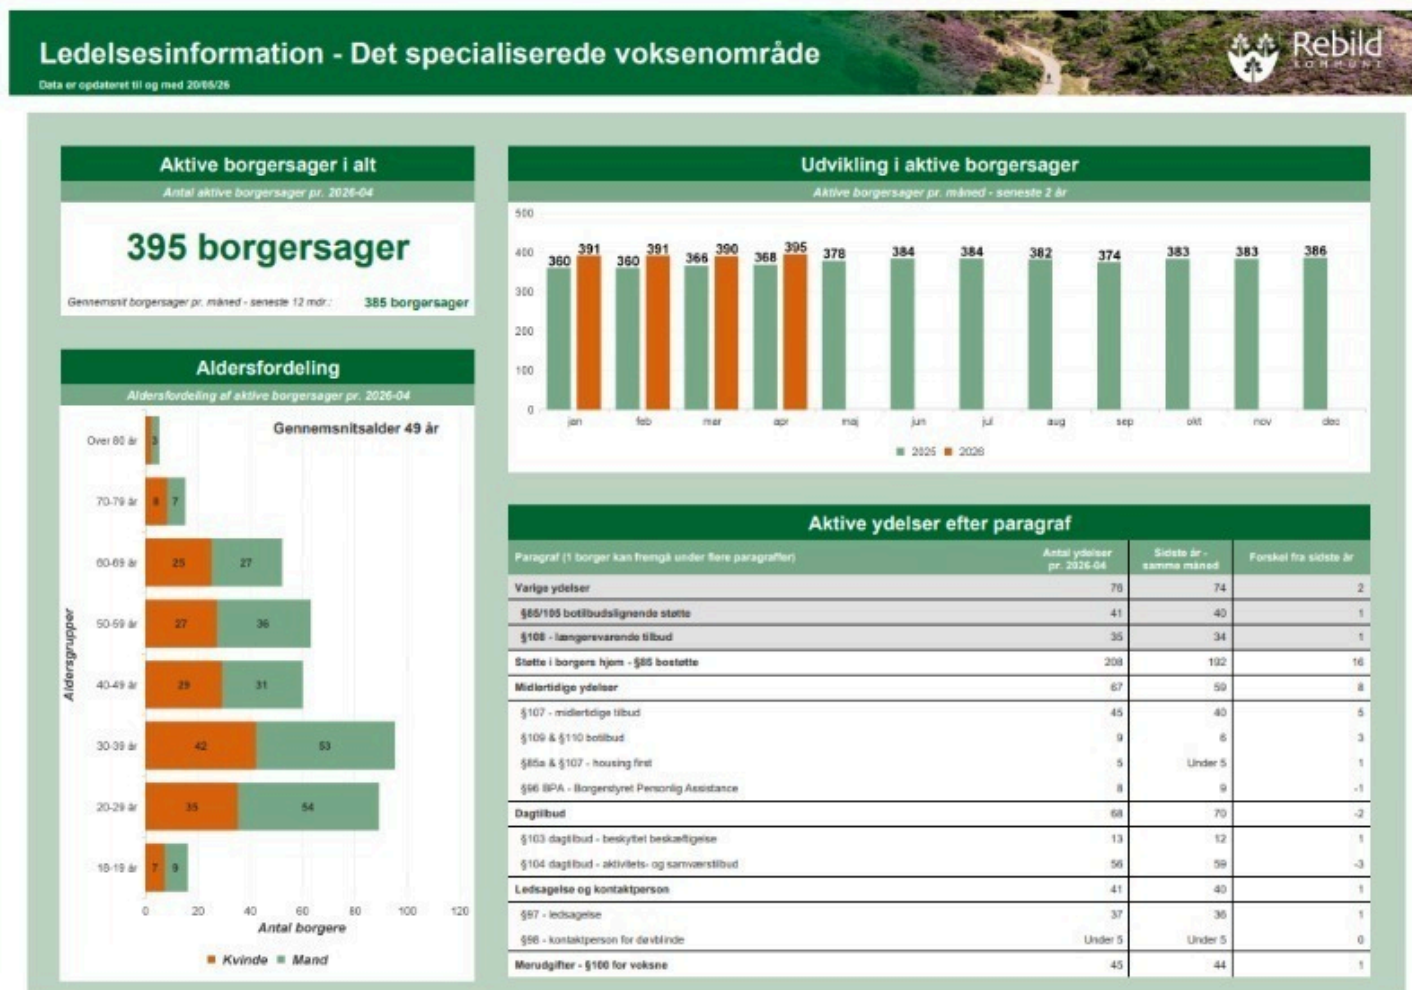 Ledelsesinformation - Det specialiserede voksenområde
Data er opdateret til og med 20/05/26
Rebild
KOMMUNE
Aktive borgersager i alt
Antal aktive borgersager pr. 2026-04
395 borgersager
Gennemsnit borgersager pr. måned - seneste 12 mdr.: 385 borgersager
Udvikling i aktive borgersager
Aktive borgersager pr. måned - seneste 2 år
500
400
300
200
100
0
360 391 360 391 366 390 368 395 378 384 384 382 374 383 383 386
jan feb mar apr maj jun jul aug sep okt nov dec
2025 2026
Aldersfordeling
Aldersfordeling af aktive borgersager pr. 2026-04
Gennemsnitsalder 49 år
Aldersgrupper
Over 80 år 3
70-79 år 8 7
60-69 år 25 27
50-59 år 27 36
40-49 år 29 31
30-39 år 42 53
20-29 år 35 54
18-19 år 7 9
0 20 40 60 80 100 120
Antal borgere
Kvinde Mand
Aktive ydelser efter paragraf
Paragraf (1 borger kan fremgå under flere paragraffer) Antal ydelser pr. 2026-04 Sidste år - samme måned Forskel fra sidste år
Varige ydelser 76 74 2
§85/105 botilbudslignende støtte 41 40 1
§108 - længerevarende tilbud 35 34 1
Støtte i borgers hjem - §85 bostøtte 208 192 16
Midlertidige ydelser 67 59 8
§107 - midlertidige tilbud 45 40 5
§109 & §110 botilbud 9 6 3
§85a & §107 - housing first 5 Under 5 1
§96 BPA - Borgerstyret Personlig Assistance 8 9 -1
Dagtilbud 68 70 -2
§103 dagtilbud - beskyttet beskæftigelse 13 12 1
§104 dagtilbud - aktivitets- og samværstilbud 56 59 -3
Ledsagelse og kontaktperson 41 40 1
§97 - ledsagelse 37 36 1
§98 - kontaktperson for døvblinde Under 5 Under 5 0
Merudgifter - §100 for voksne 45 44 1